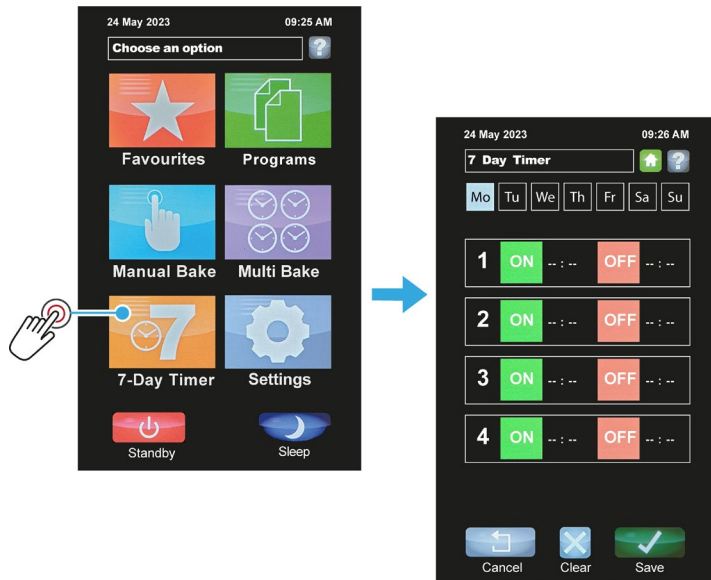 24 May 2023 09:25 AM
Choose an option ?
Favourites Programs
Manual Bake Multi Bake
7
7-Day Timer Settings
Standby Sleep
24 May 2023 09:26 AM
7 Day Timer ?
Mo Tu We Th Fr Sa Su
1 ON -- : -- OFF -- : --
2 ON -- : -- OFF -- : --
3 ON -- : -- OFF -- : --
4 ON -- : -- OFF -- : --
Cancel Clear Save